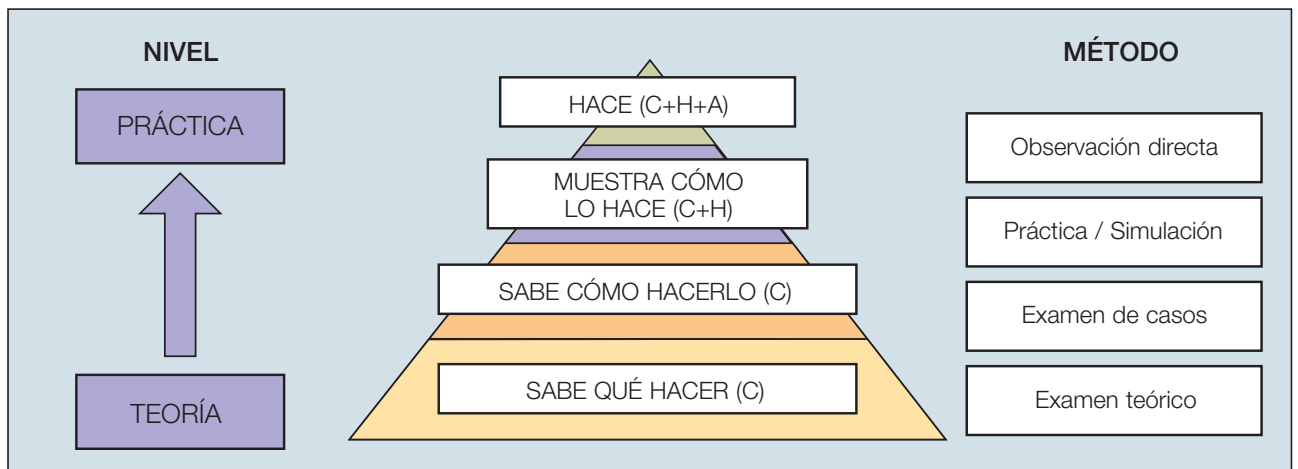 NIVEL
MÉTODO
PRÁCTICA
HACE (C+H+A)
Observación directa
MUESTRA CÓMO
LO HACE (C+H)
Práctica / Simulación
SABE CÓMO HACERLO (C)
Examen de casos
TEORÍA
SABE QUÉ HACER (C)
Examen teórico